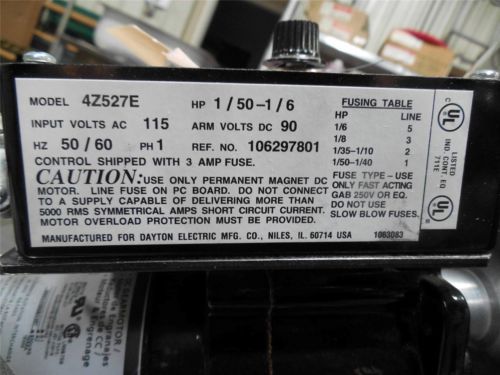 MODEL 4Z527E HP 1/50-1/6
INPUT VOLTS AC 115 ARM VOLTS DC 90
HZ 50/60 PH 1 REF. NO. 106297801
CONTROL SHIPPED WITH 3 AMP FUSE.
CAUTION: USE ONLY PERMANENT MAGNET DC
MOTOR. LINE FUSE ON PC BOARD. DO NOT CONNECT
TO A SUPPLY CAPABLE OF DELIVERING MORE THAN
5000 RMS SYMMETRICAL AMPS SHORT CIRCUIT CURRENT.
MOTOR OVERLOAD PROTECTION MUST BE PROVIDED.
MANUFACTURED FOR DAYTON ELECTRIC MFG. CO., NILES, IL. 60714 USA 1063083
FUSING TABLE
HP LINE
1/6 5
1/8 3
1/35-1/10 2
1/50-1/40 1
FUSE TYPE - USE
ONLY FAST ACTING
GAB 250V OR EQ.
DO NOT USE
SLOW BLOW FUSES.
C UL
LISTED
IND CONT EQ
711E
UL